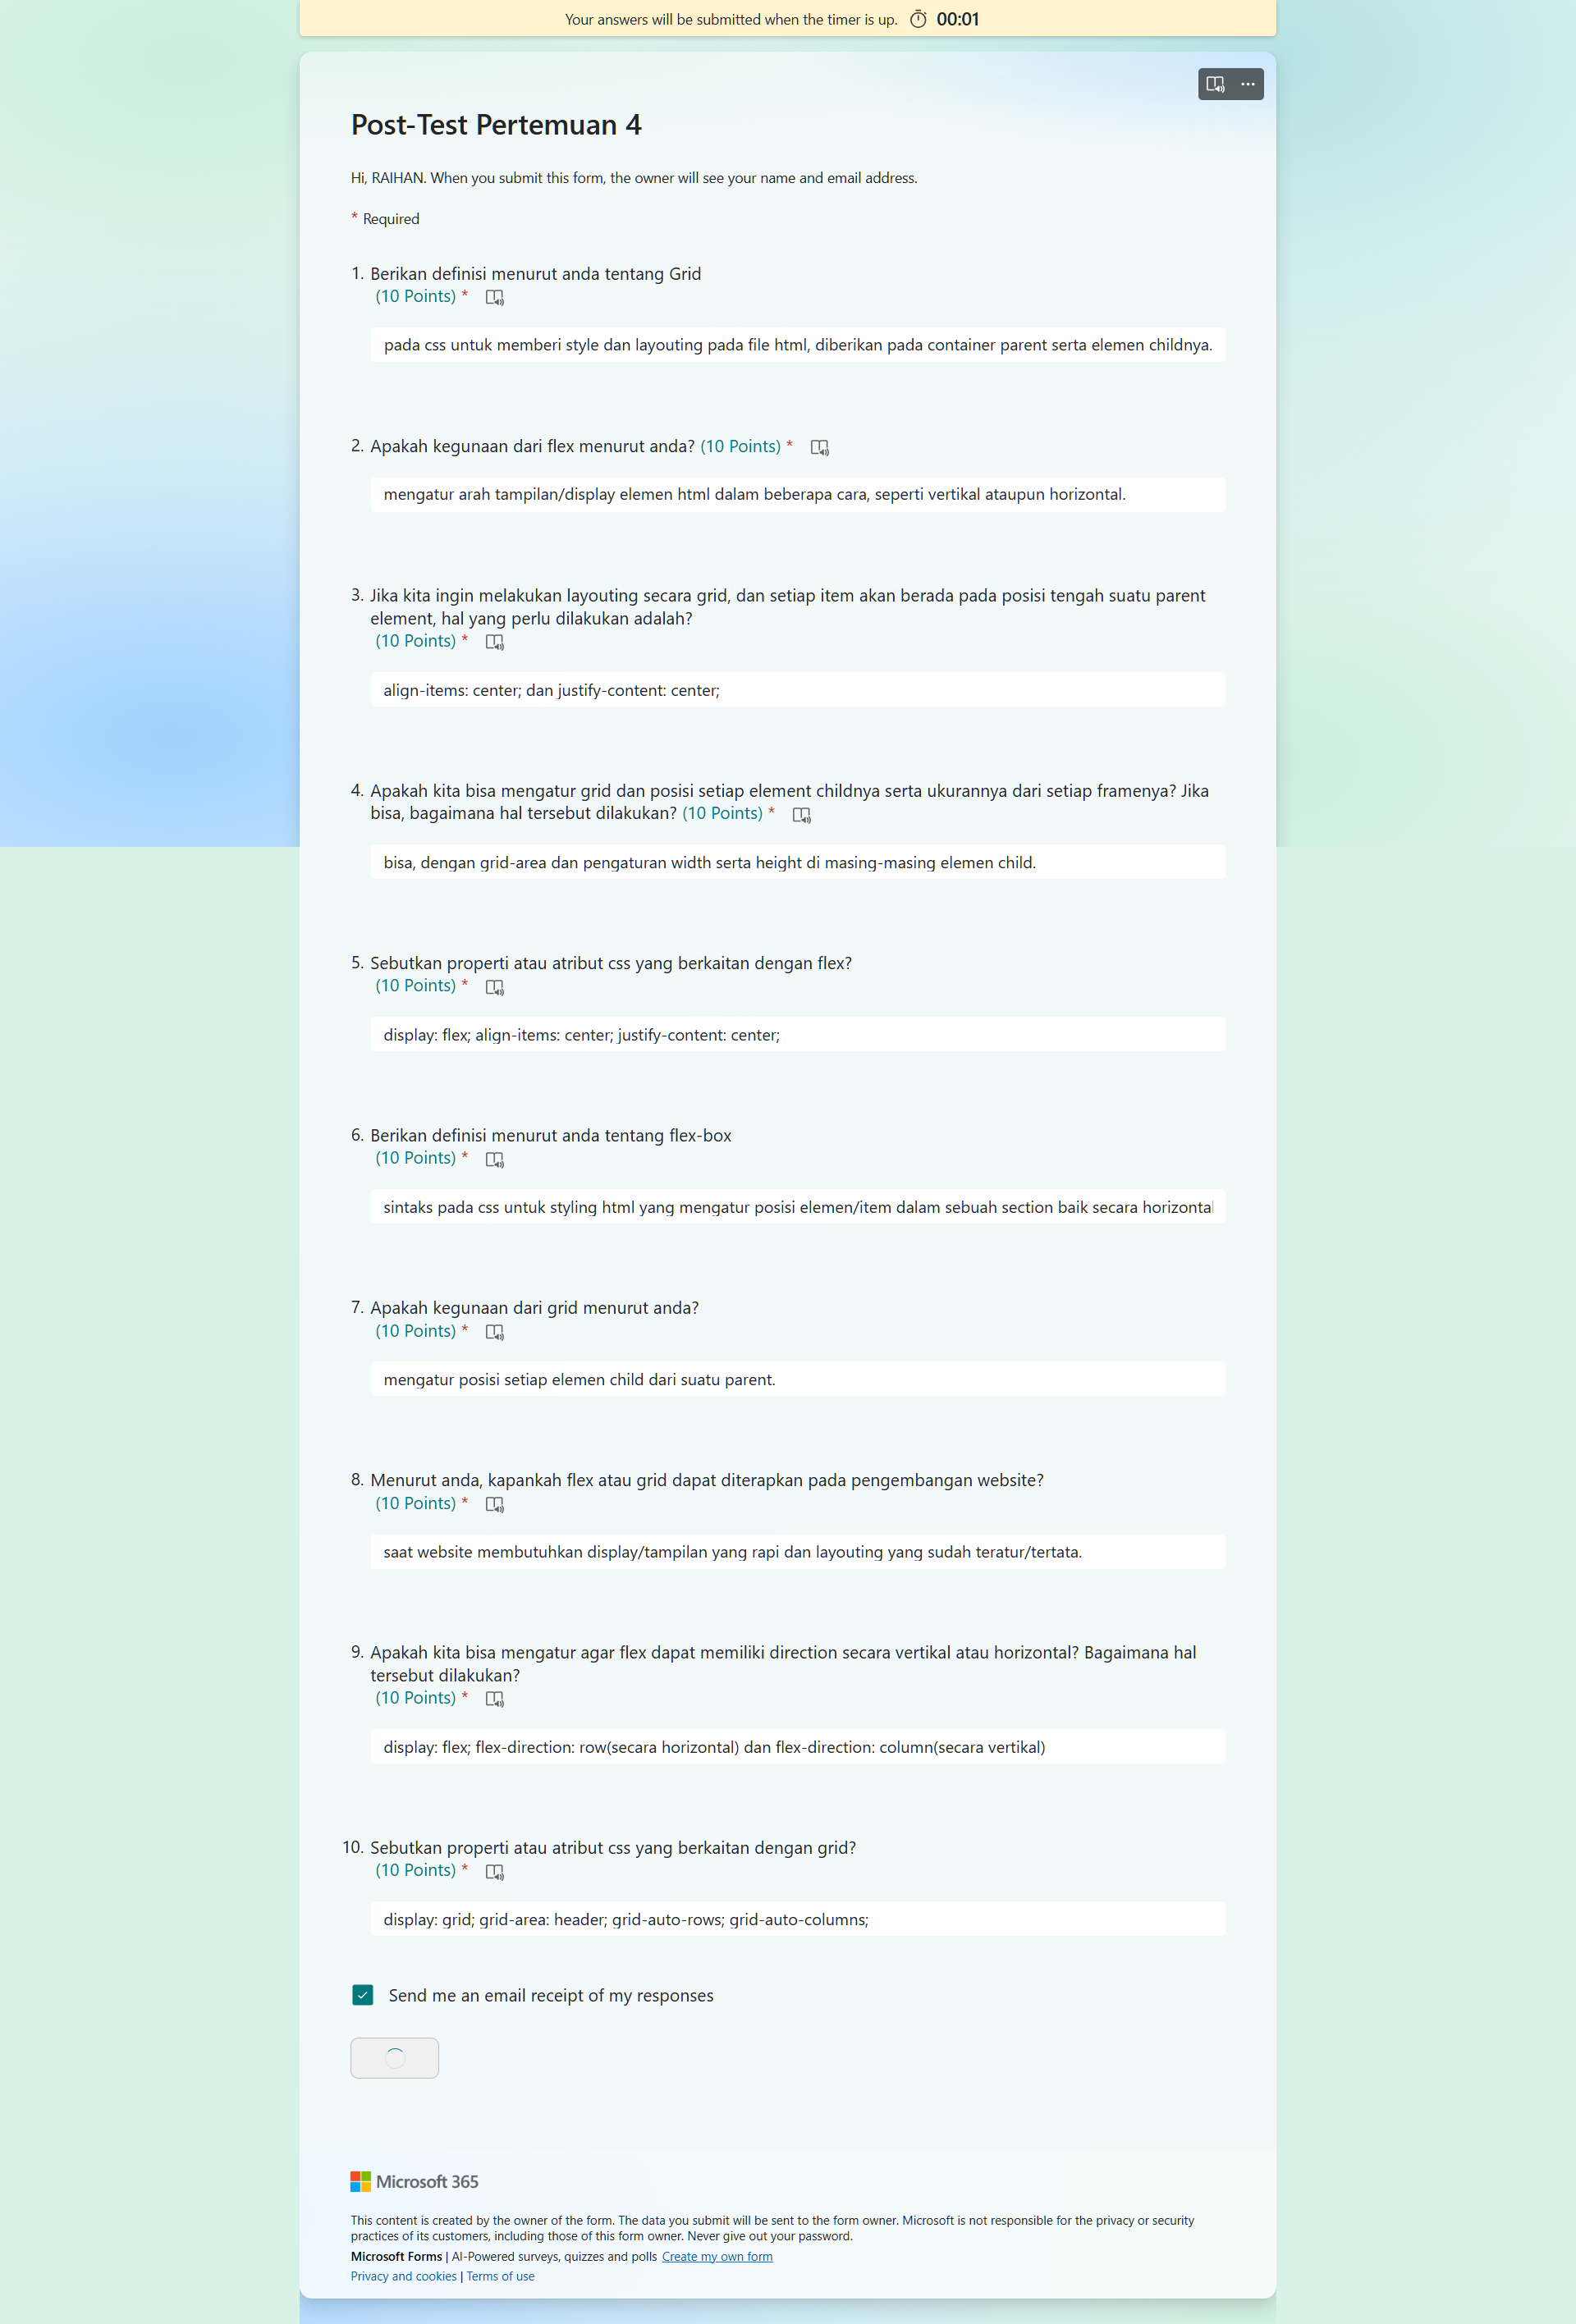 Your answers will be submitted when the timer is up. 00:01
Post-Test Pertemuan 4
Hi, RAIHAN. When you submit this form, the owner will see your name and email address.
* Required
1. Berikan definisi menurut anda tentang Grid
(10 Points) *
pada css untuk memberi style dan layouting pada file html, diberikan pada container parent serta elemen childnya.
2. Apakah kegunaan dari flex menurut anda? (10 Points) *
mengatur arah tampilan/display elemen html dalam beberapa cara, seperti vertikal ataupun horizontal.
3. Jika kita ingin melakukan layouting secara grid, dan setiap item akan berada pada posisi tengah suatu parent
element, hal yang perlu dilakukan adalah?
(10 Points) *
align-items: center; dan justify-content: center;
4. Apakah kita bisa mengatur grid dan posisi setiap element childnya serta ukurannya dari setiap framenya? Jika
bisa, bagaimana hal tersebut dilakukan? (10 Points) *
bisa, dengan grid-area dan pengaturan width serta height di masing-masing elemen child.
5. Sebutkan properti atau atribut css yang berkaitan dengan flex?
(10 Points) *
display: flex; align-items: center; justify-content: center;
6. Berikan definisi menurut anda tentang flex-box
(10 Points) *
sintaks pada css untuk styling html yang mengatur posisi elemen/item dalam sebuah section baik secara horizontal
7. Apakah kegunaan dari grid menurut anda?
(10 Points) *
mengatur posisi setiap elemen child dari suatu parent.
8. Menurut anda, kapankah flex atau grid dapat diterapkan pada pengembangan website?
(10 Points) *
saat website membutuhkan display/tampilan yang rapi dan layouting yang sudah teratur/tertata.
9. Apakah kita bisa mengatur agar flex dapat memiliki direction secara vertikal atau horizontal? Bagaimana hal
tersebut dilakukan?
(10 Points) *
display: flex; flex-direction: row(secara horizontal) dan flex-direction: column(secara vertikal)
10. Sebutkan properti atau atribut css yang berkaitan dengan grid?
(10 Points) *
display: grid; grid-area: header; grid-auto-rows; grid-auto-columns;
Send me an email receipt of my responses
Microsoft 365
This content is created by the owner of the form. The data you submit will be sent to the form owner. Microsoft is not responsible for the privacy or security
practices of its customers, including those of this form owner. Never give out your password.
Microsoft Forms | AI-Powered surveys, quizzes and polls Create my own form
Privacy and cookies | Terms of use